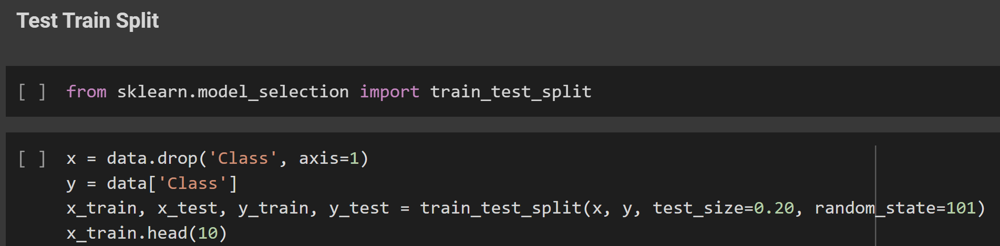 Test Train Split
[ ] from sklearn.model_selection import train_test_split
[ ] x = data.drop('Class', axis=1)
y = data['Class']
x_train, x_test, y_train, y_test = train_test_split(x, y, test_size=0.20, random_state=101)
x_train.head(10)